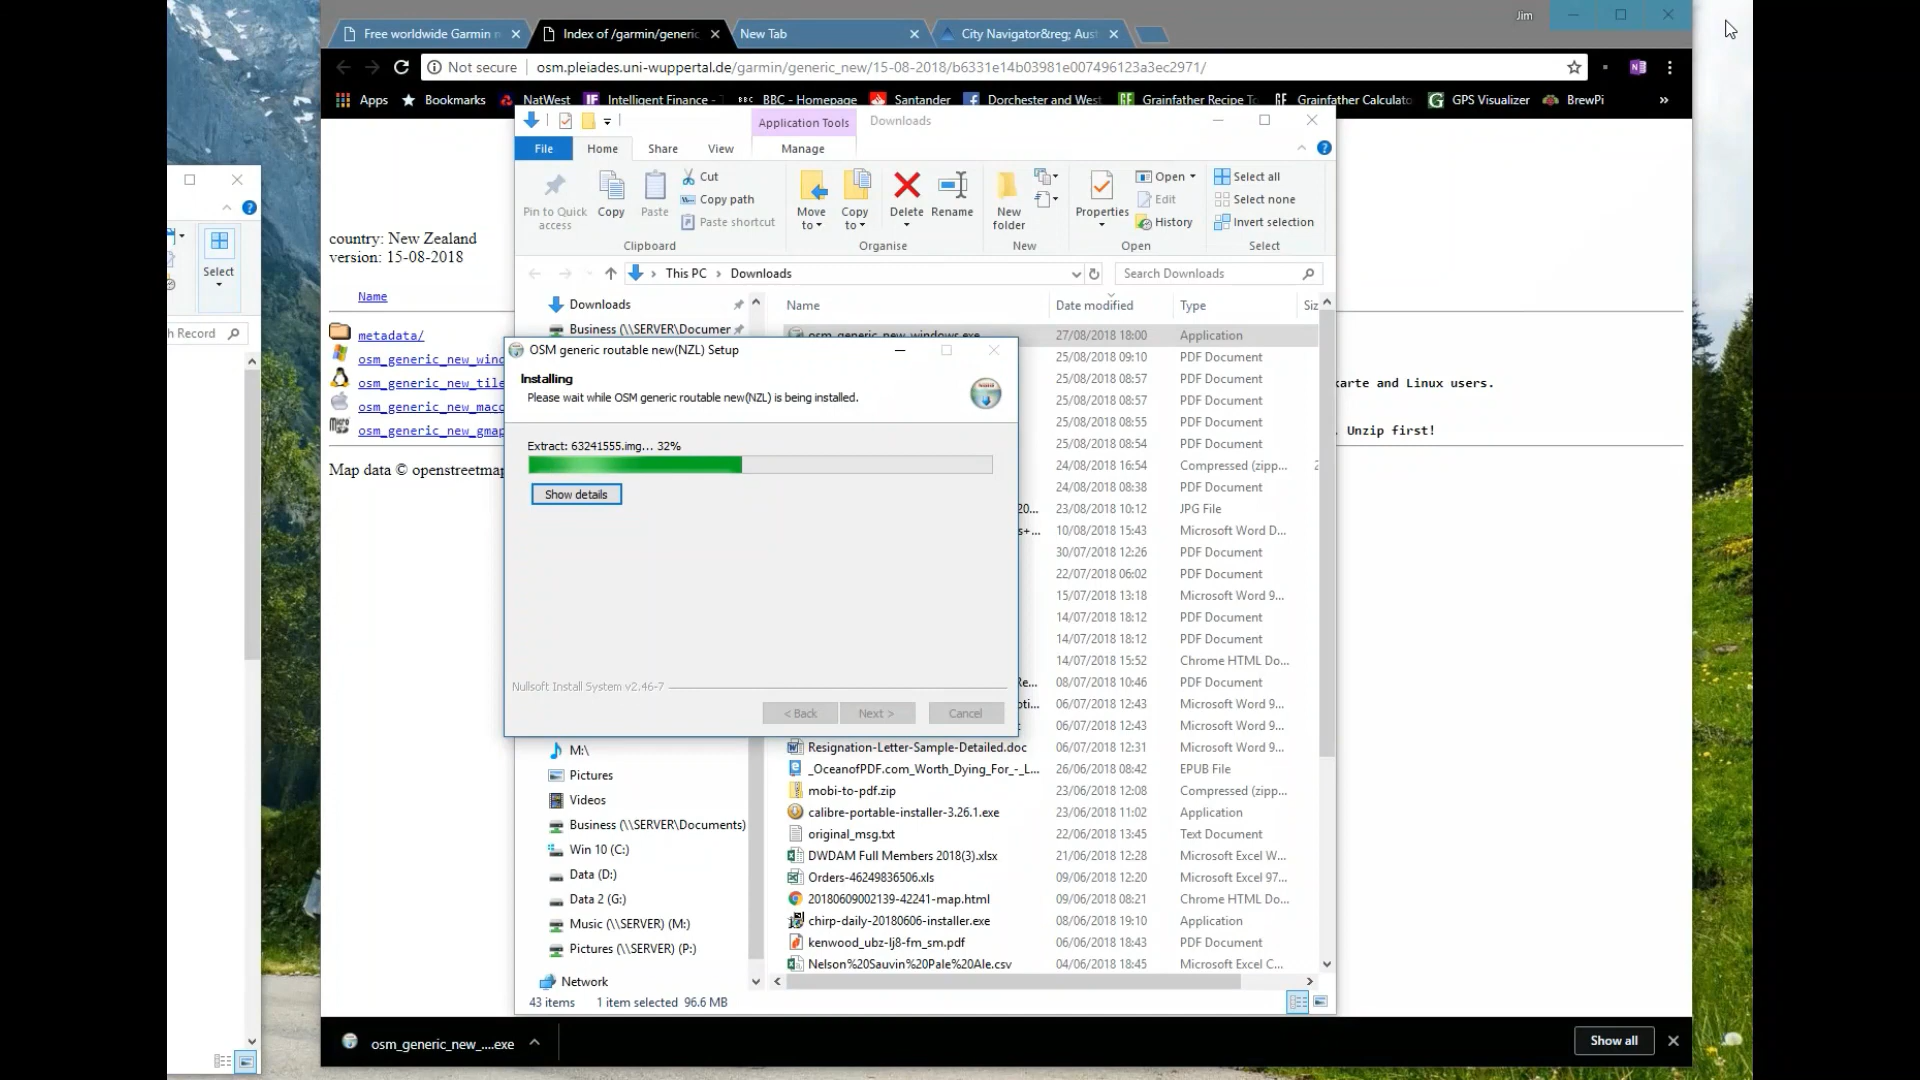 Free worldwide Garmin
Index of /garmin/generic
New Tab
City Navigator&reg; Aust
Jim
Not secure
osm.pleiades.uni-wuppertal.de/garmin/generic_new/15-08-2018/b6331e14b03981e007496123a3ec2971/
Apps
Bookmarks
NatWest
Intelligent Finance -
BBC - Homepage
Santander
Dorchester and West
Grainfather Recipe To
Grainfather Calculato
GPS Visualizer
BrewPi
»
country: New Zealand
version: 15-08-2018
Name
metadata/
osm_generic_new_wind
osm_generic_new_tile
osm_generic_new_maco
osm_generic_new_gmap
Map data © openstreetmap
karte and Linux users.
. Unzip first!
Select
h Record
Application Tools
Downloads
File
Home
Share
View
Manage
Pin to Quick access
Copy
Paste
Cut
Copy path
Paste shortcut
Clipboard
Move to
Copy to
Delete
Rename
Organise
New folder
New
Properties
Open
Edit
History
Open
Select all
Select none
Invert selection
Select
This PC > Downloads
Search Downloads
Name
Date modified
Type
Siz
Downloads
Business (\\SERVER\Documer
osm_generic_new_windows.exe 27/08/2018 18:00 Application
25/08/2018 09:10 PDF Document
25/08/2018 08:57 PDF Document
25/08/2018 08:57 PDF Document
25/08/2018 08:55 PDF Document
25/08/2018 08:54 PDF Document
24/08/2018 16:54 Compressed (zipp... 2
24/08/2018 08:38 PDF Document
20... 23/08/2018 10:12 JPG File
s+... 10/08/2018 15:43 Microsoft Word D...
30/07/2018 12:26 PDF Document
22/07/2018 06:02 PDF Document
15/07/2018 13:18 Microsoft Word 9...
14/07/2018 18:12 PDF Document
14/07/2018 18:12 PDF Document
14/07/2018 15:52 Chrome HTML Do...
Re... 08/07/2018 10:46 PDF Document
oti... 06/07/2018 12:43 Microsoft Word 9...
06/07/2018 12:43 Microsoft Word 9...
Resignation-Letter-Sample-Detailed.doc 06/07/2018 12:31 Microsoft Word 9...
_OceanofPDF.com_Worth_Dying_For_-_L... 26/06/2018 08:42 EPUB File
mobi-to-pdf.zip 23/06/2018 12:08 Compressed (zipp...
calibre-portable-installer-3.26.1.exe 23/06/2018 11:02 Application
original_msg.txt 22/06/2018 13:45 Text Document
DWDAM Full Members 2018(3).xlsx 21/06/2018 12:28 Microsoft Excel W...
Orders-46249836506.xls 09/06/2018 12:20 Microsoft Excel 97...
20180609002139-42241-map.html 09/06/2018 08:21 Chrome HTML Do...
chirp-daily-20180606-installer.exe 08/06/2018 19:10 Application
kenwood_ubz-lj8-fm_sm.pdf 06/06/2018 18:43 PDF Document
Nelson%20Sauvin%20Pale%20Ale.csv 04/06/2018 18:45 Microsoft Excel C...
OSM generic routable new(NZL) Setup
Installing
Please wait while OSM generic routable new(NZL) is being installed.
Extract: 63241555.img... 32%
Show details
Nullsoft Install System v2.46-7
< Back
Next >
Cancel
M:\
Pictures
Videos
Business (\\SERVER\Documents)
Win 10 (C:)
Data (D:)
Data 2 (G:)
Music (\\SERVER) (M:)
Pictures (\\SERVER) (P:)
Network
43 items
1 item selected 96.6 MB
osm_generic_new_....exe
Show all